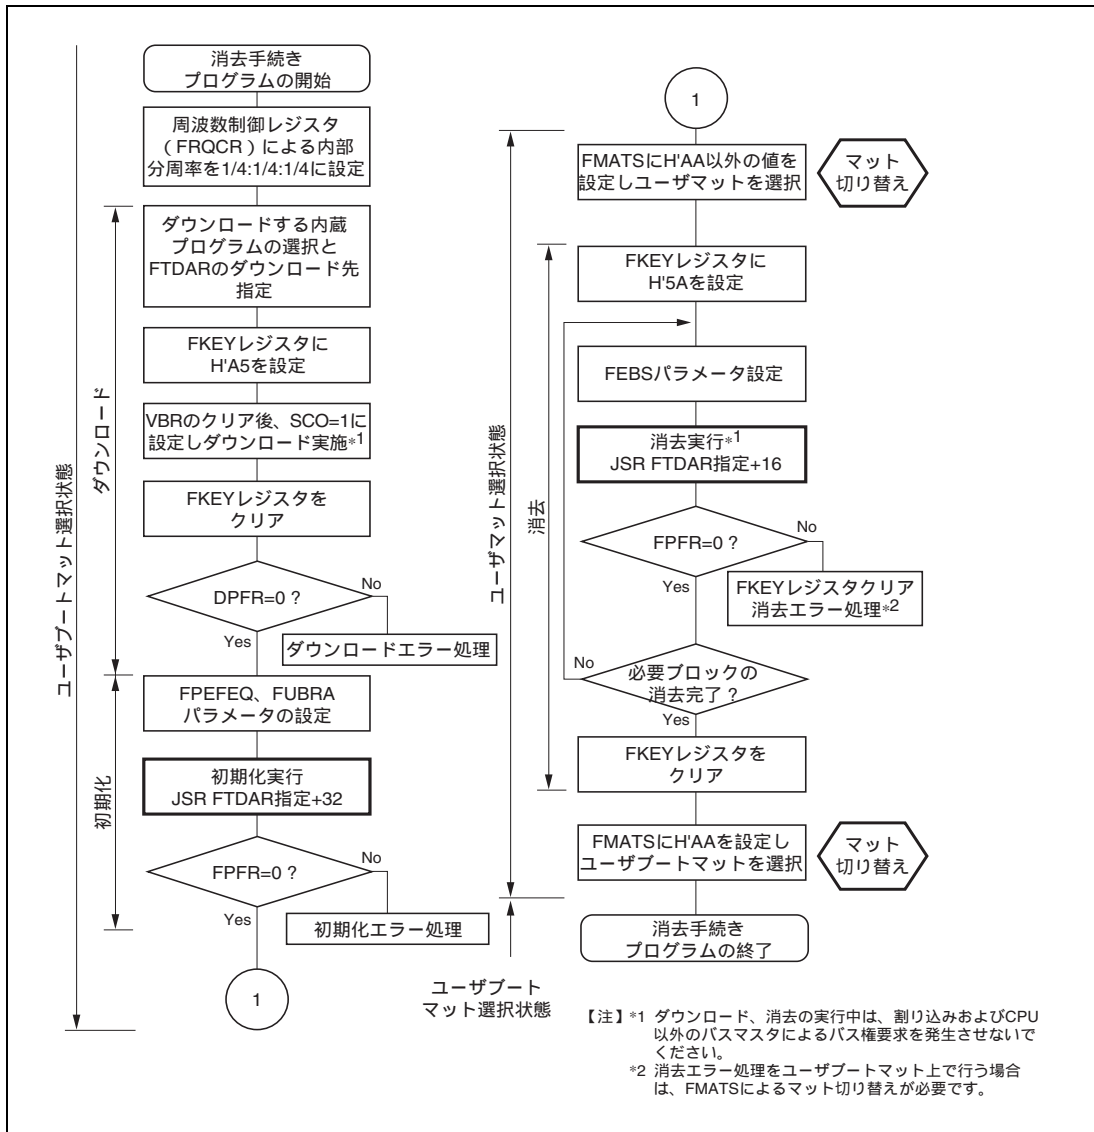 消去手続き
プログラムの開始
周波数制御レジスタ
（FRQCR）による内部
分周率を1/4:1/4:1/4に設定
ダウンロードする内蔵
プログラムの選択と
FTDARのダウンロード先
指定
FKEYレジスタに
H'A5を設定
VBRのクリア後、SCO=1に
設定しダウンロード実施*1
FKEYレジスタを
クリア
DPFR=0 ?
No
Yes
ダウンロードエラー処理
FPEFEQ、FUBRA
パラメータの設定
初期化実行
JSR FTDAR指定+32
FPFR=0 ?
No
Yes
初期化エラー処理
1
ユーザブートマット選択状態
ダウンロード
初期化
1
FMATSにH'AA以外の値を
設定しユーザマットを選択
マット
切り替え
FKEYレジスタに
H'5Aを設定
FEBSパラメータ設定
消去実行*1
JSR FTDAR指定+16
FPFR=0 ?
No
Yes
FKEYレジスタクリア
消去エラー処理*2
No
必要ブロックの
消去完了？
Yes
FKEYレジスタを
クリア
FMATSにH'AAを設定し
ユーザブートマットを選択
マット
切り替え
消去手続き
プログラムの終了
ユーザマット選択状態
消去
ユーザブート
マット選択状態
【注】*1 ダウンロード、消去の実行中は、割り込みおよびCPU
以外のバスマスタによるバス権要求を発生させないで
ください。
*2 消去エラー処理をユーザブートマット上で行う場合
は、FMATSによるマット切り替えが必要です。